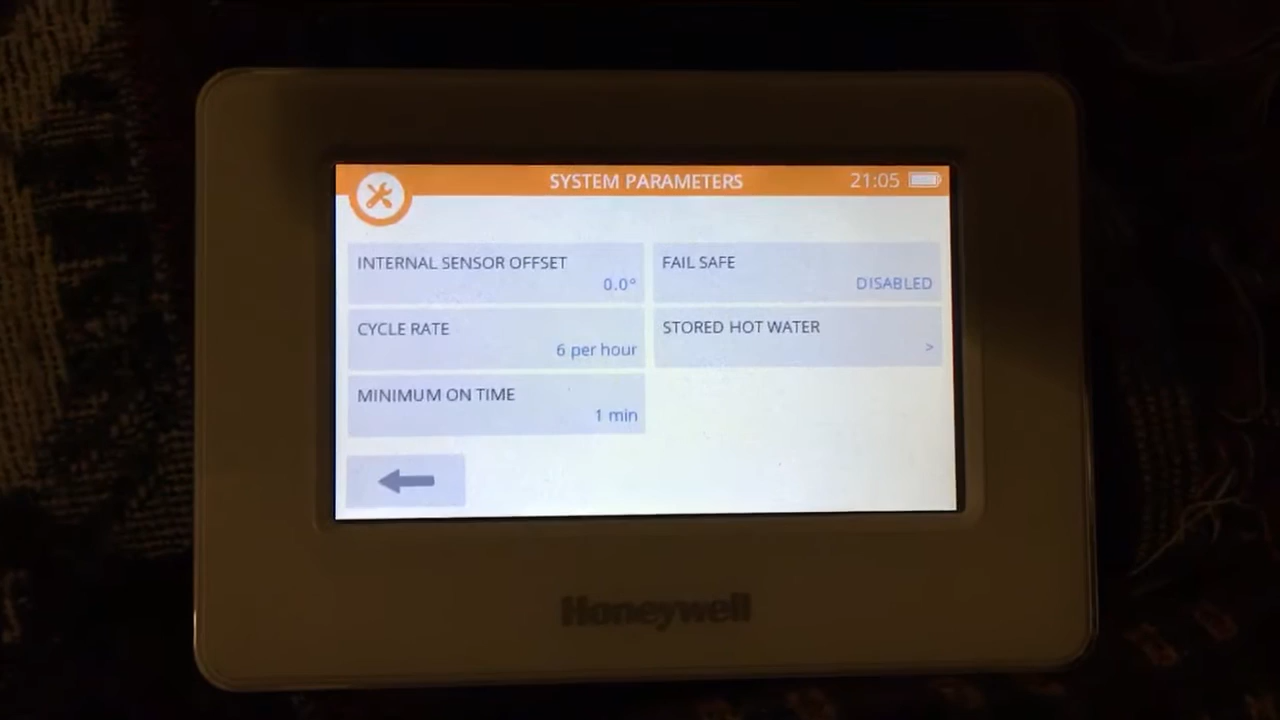 SYSTEM PARAMETERS 21:05
INTERNAL SENSOR OFFSET
0.0°
FAIL SAFE
DISABLED
CYCLE RATE
6 per hour
STORED HOT WATER
>
MINIMUM ON TIME
1 min
Honeywell